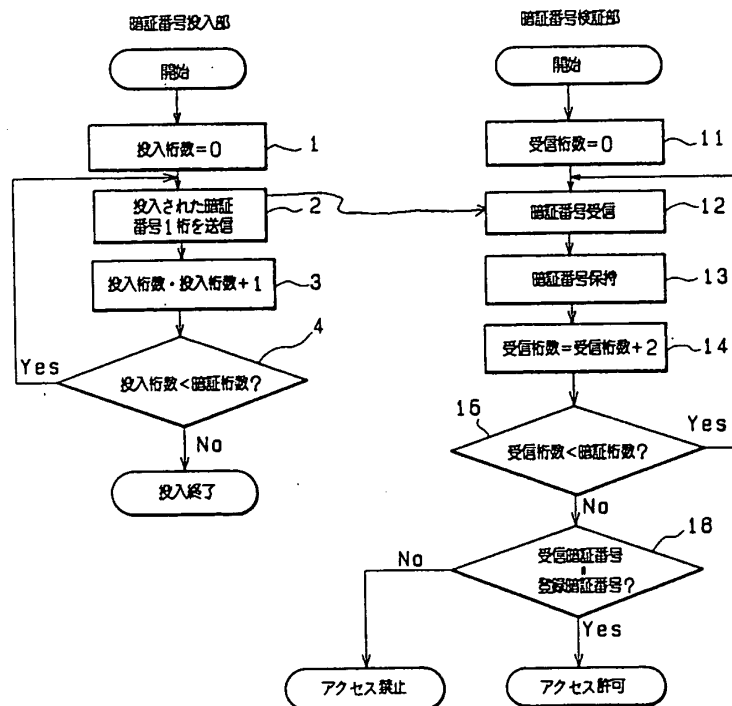 暗証番号投入部
開始
投入桁数=0
1
投入された暗証
番号1桁を送信
2
投入桁数・投入桁数+1
3
4
投入桁数<暗証桁数?
Yes
No
投入終了
暗証番号検証部
開始
受信桁数=0
11
暗証番号受信
12
暗証番号保持
13
受信桁数=受信桁数+2
14
15
受信桁数<暗証桁数?
Yes
No
18
受信暗証番号
=
登録暗証番号?
No
Yes
アクセス禁止
アクセス許可